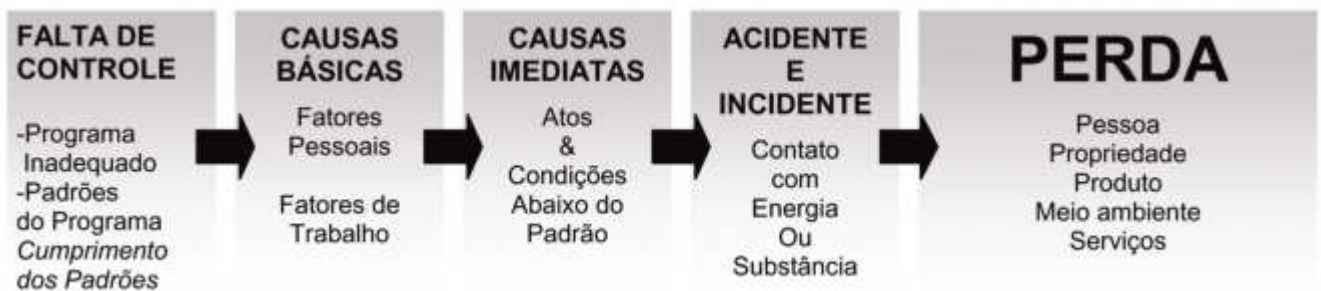 FALTA DE
CONTROLE
-Programa
Inadequado
-Padrões
do Programa
Cumprimento
dos Padrões
CAUSAS
BÁSICAS
Fatores
Pessoais
Fatores de
Trabalho
CAUSAS
IMEDIATAS
Atos
&
Condições
Abaixo do
Padrão
ACIDENTE
E
INCIDENTE
Contato
com
Energia
Ou
Substância
PERDA
Pessoa
Propriedade
Produto
Meio ambiente
Serviços